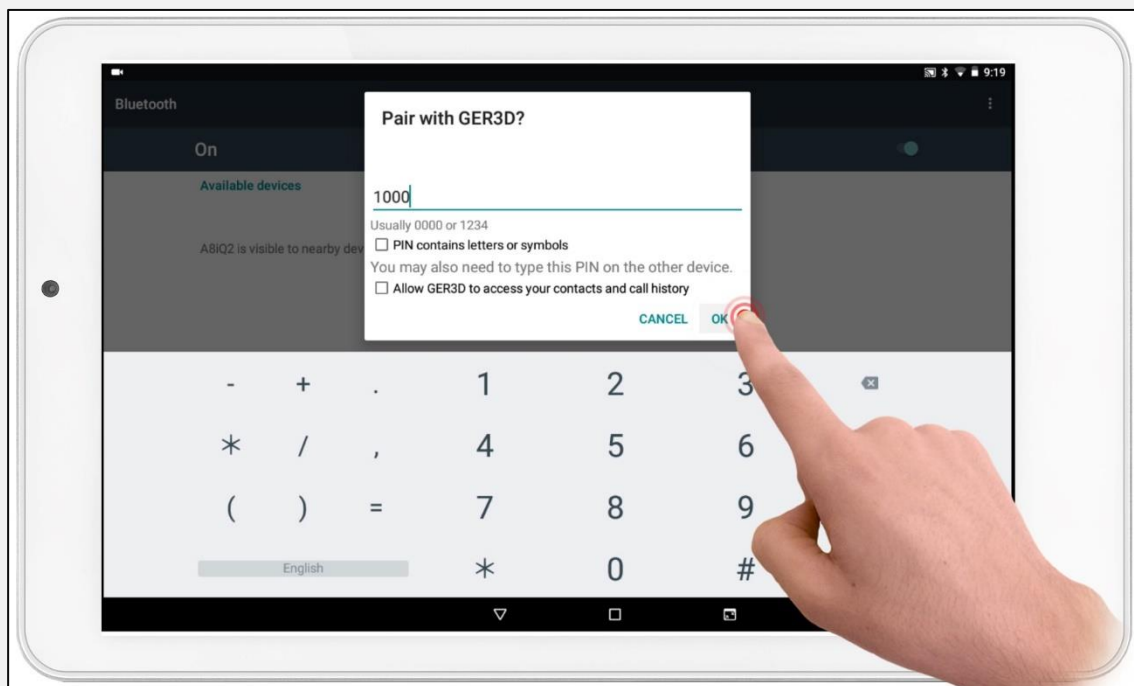 9:19
Bluetooth
Pair with GER3D?
On
Available devices
1000
Usually 0000 or 1234
PIN contains letters or symbols
A8iQ2 is visible to nearby dev
You may also need to type this PIN on the other device.
Allow GER3D to access your contacts and call history
CANCEL OK
- + . 1 2 3
* / , 4 5 6
( ) = 7 8 9
English * 0 #